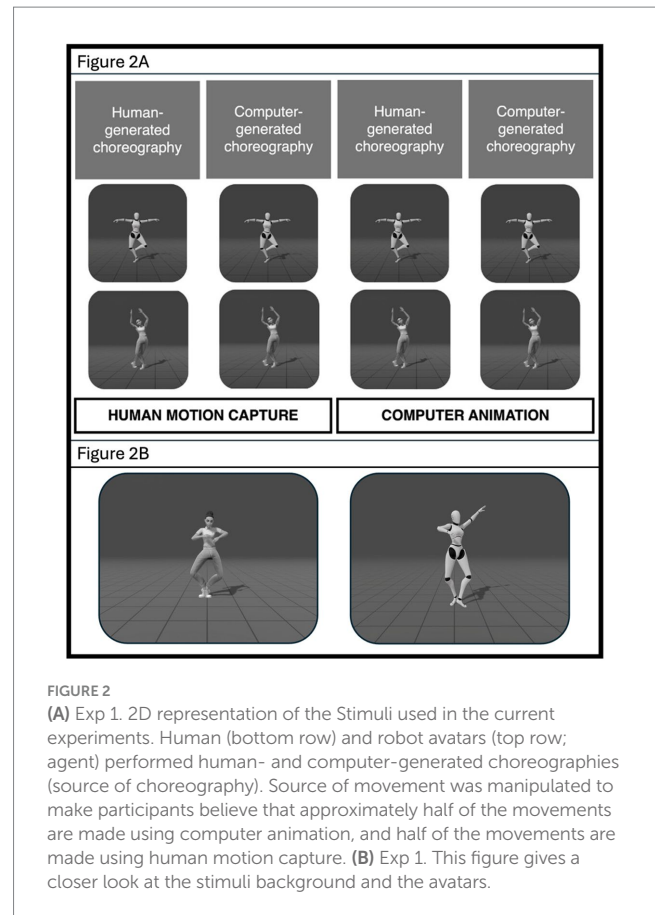 Figure 2A
Human-
generated
choreography
Computer-
generated
choreography
Human-
generated
choreography
Computer-
generated
choreography
HUMAN MOTION CAPTURE
COMPUTER ANIMATION
Figure 2B
FIGURE 2
(A) Exp 1. 2D representation of the Stimuli used in the current
experiments. Human (bottom row) and robot avatars (top row;
agent) performed human- and computer-generated choreographies
(source of choreography). Source of movement was manipulated to
make participants believe that approximately half of the movements
are made using computer animation, and half of the movements are
made using human motion capture. (B) Exp 1. This figure gives a
closer look at the stimuli background and the avatars.